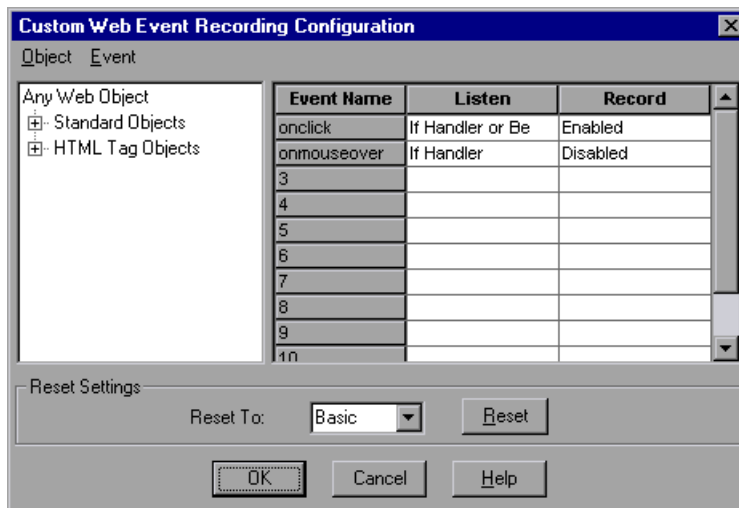 Custom Web Event Recording Configuration
Object Event
Any Web Object
Standard Objects
HTML Tag Objects
Event Name Listen Record
onclick If Handler or Be Enabled
onmouseover If Handler Disabled
3
4
5
6
7
8
9
10
Reset Settings
Reset To: Basic Reset
OK Cancel Help